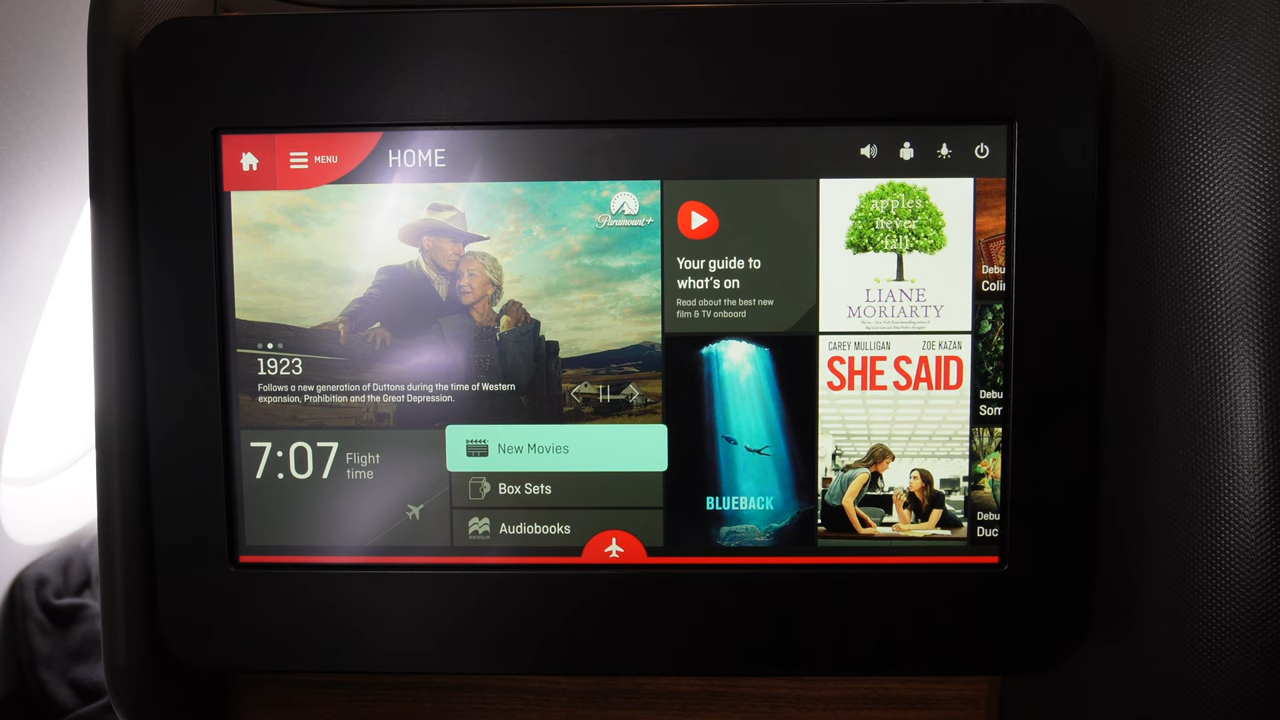 MENU
HOME
Paramount+
1923
Follows a new generation of Duttons during the time of Western
expansion, Prohibition and the Great Depression.
7:07 Flight
time
New Movies
Box Sets
Audiobooks
Your guide to
what's on
Read about the best new
film & TV onboard
apples
never
fall
LIANE
MORIARTY
BLUEBACK
CAREY MULLIGAN ZOE KAZAN
SHE SAID
Debu
Colin
Debu
Som
Debu
Duc